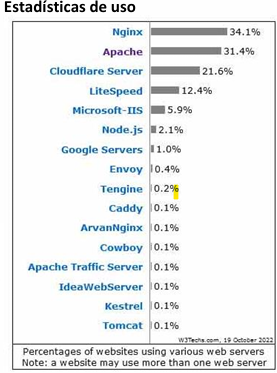 Estadísticas de uso
Nginx 34.1%
Apache 31.4%
Cloudflare Server 21.6%
LiteSpeed 12.4%
Microsoft-IIS 5.9%
Node.js 2.1%
Google Servers 1.0%
Envoy 0.4%
Tengine 0.2%
Caddy 0.1%
ArvanNginx 0.1%
Cowboy 0.1%
Apache Traffic Server 0.1%
IdeaWebServer 0.1%
Kestrel 0.1%
Tomcat 0.1%
W3Techs.com, 19 October 2022
Percentages of websites using various web servers
Note: a website may use more than one web server